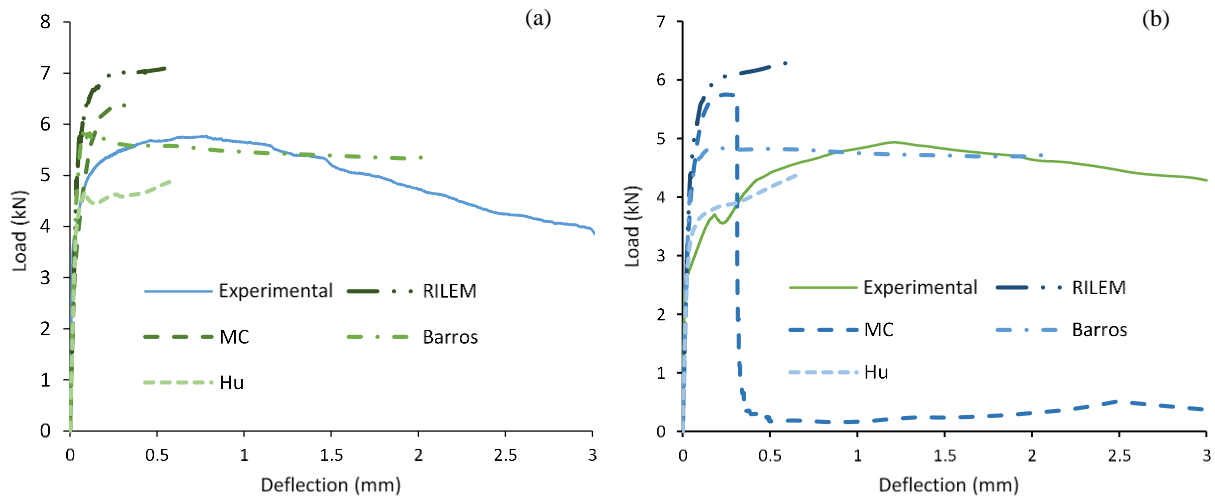 (a)
8
7
6
5
4
3
2
1
0
Load (kN)
0 0.5 1 1.5 2 2.5 3
Deflection (mm)
Experimental RILEM
MC Barros
Hu
(b)
7
6
5
4
3
2
1
0
Load (kN)
0 0.5 1 1.5 2 2.5 3
Deflection (mm)
Experimental RILEM
MC Barros
Hu